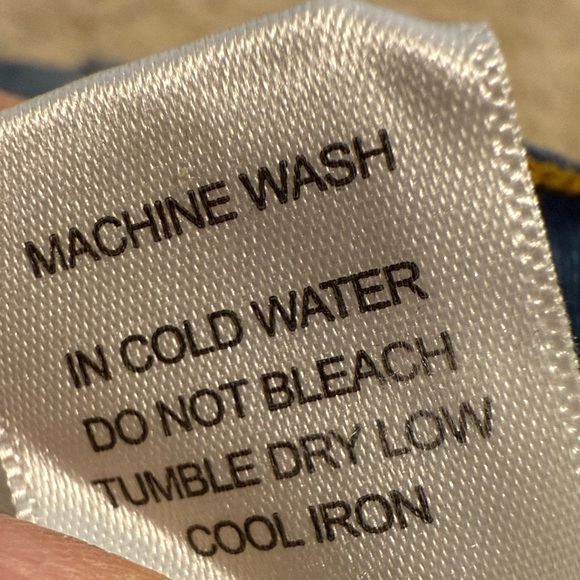 MACHINE WASH
IN COLD WATER
DO NOT BLEACH
TUMBLE DRY LOW
COOL IRON